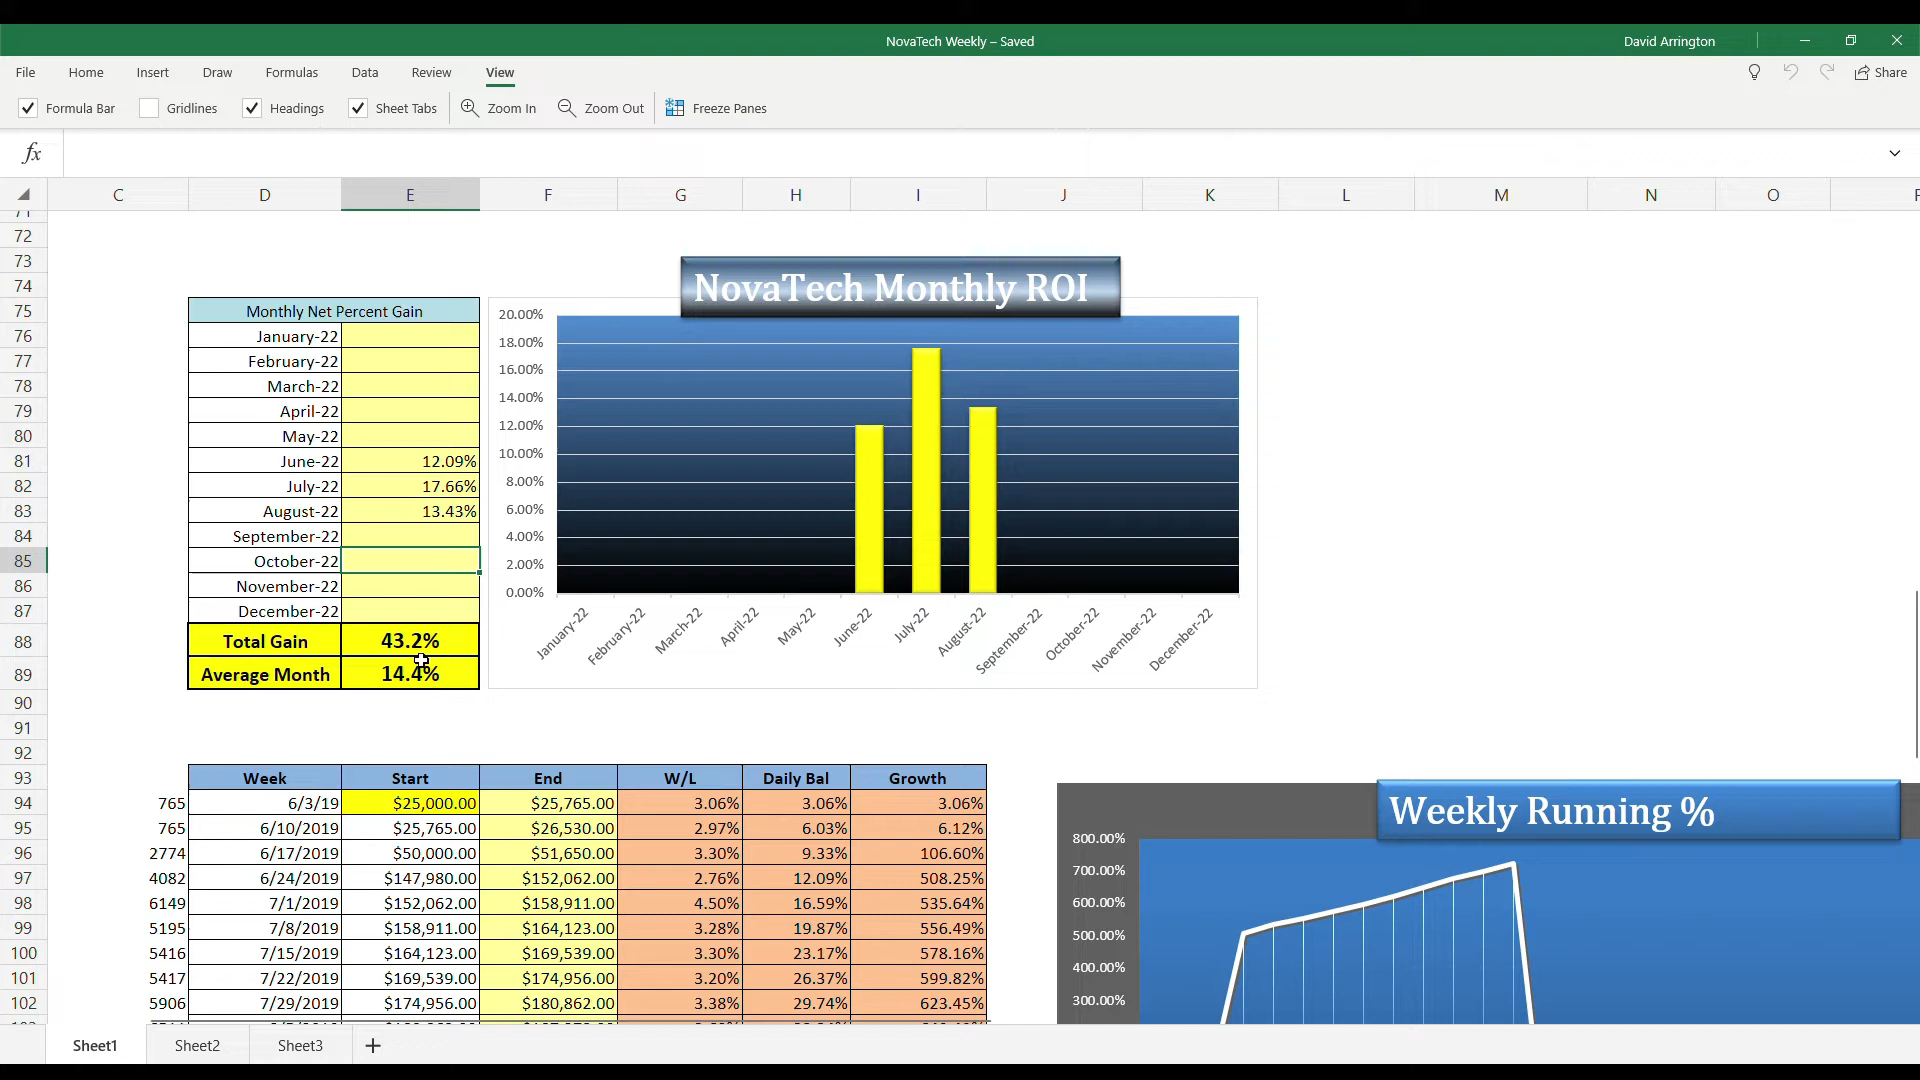 NovaTech Weekly – Saved
David Arrington
File Home Insert Draw Formulas Data Review View
Share
Formula Bar Gridlines Headings Sheet Tabs Zoom In Zoom Out Freeze Panes
fx
C D E F G H I J K L M N O
72
73
74
NovaTech Monthly ROI
75 Monthly Net Percent Gain
76 January-22
77 February-22
78 March-22
79 April-22
80 May-22
81 June-22 12.09%
82 July-22 17.66%
83 August-22 13.43%
84 September-22
85 October-22
86 November-22
87 December-22
88 Total Gain 43.2%
89 Average Month 14.4%
20.00%
18.00%
16.00%
14.00%
12.00%
10.00%
8.00%
6.00%
4.00%
2.00%
0.00%
January-22 February-22 March-22 April-22 May-22 June-22 July-22 August-22 September-22 October-22 November-22 December-22
90
91
92
93 Week Start End W/L Daily Bal Growth
94 765 6/3/19 $25,000.00 $25,765.00 3.06% 3.06% 3.06%
95 765 6/10/2019 $25,765.00 $26,530.00 2.97% 6.03% 6.12%
96 2774 6/17/2019 $50,000.00 $51,650.00 3.30% 9.33% 106.60%
97 4082 6/24/2019 $147,980.00 $152,062.00 2.76% 12.09% 508.25%
98 6149 7/1/2019 $152,062.00 $158,911.00 4.50% 16.59% 535.64%
99 5195 7/8/2019 $158,911.00 $164,123.00 3.28% 19.87% 556.49%
100 5416 7/15/2019 $164,123.00 $169,539.00 3.30% 23.17% 578.16%
101 5417 7/22/2019 $169,539.00 $174,956.00 3.20% 26.37% 599.82%
102 5906 7/29/2019 $174,956.00 $180,862.00 3.38% 29.74% 623.45%
Weekly Running %
800.00%
700.00%
600.00%
500.00%
400.00%
300.00%
Sheet1 Sheet2 Sheet3